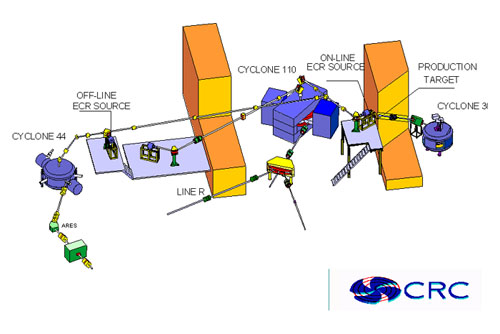 CYCLONE 110
ON-LINE
ECR SOURCE
PRODUCTION
TARGET
OFF-LINE
ECR SOURCE
CYCLONE 30
CYCLONE 44
LINE R
ARES
CRC